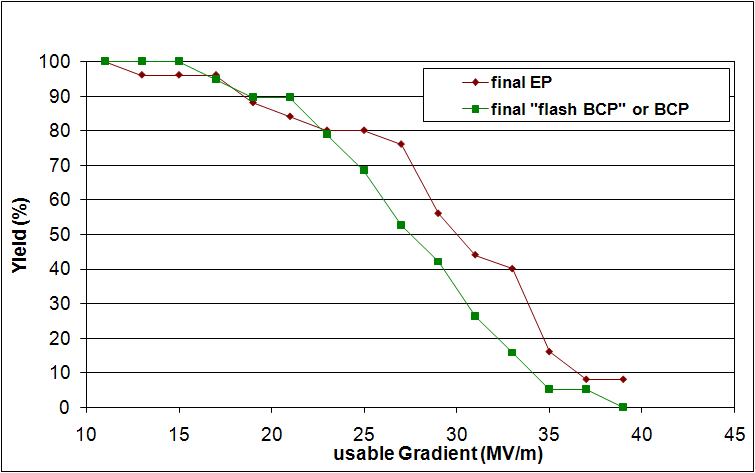 100
90
80
70
60
50
40
30
20
10
0
Yield (%)
final EP
final "flash BCP" or BCP
10 15 20 25 30 35 40 45
usable Gradient (MV/m)